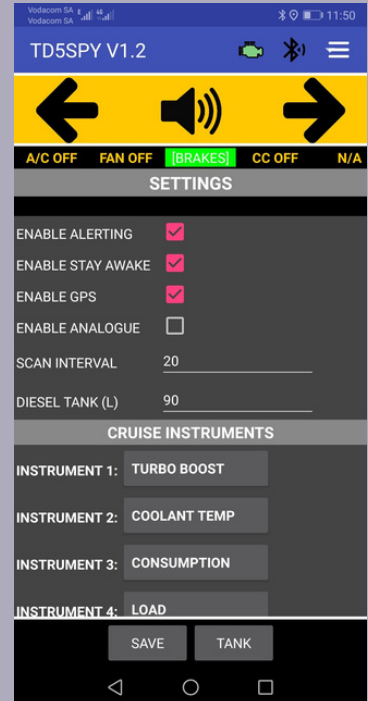 Vodacom SA
Vodacom SA
11:50
TD5SPY V1.2
A/C OFF FAN OFF [BRAKES] CC OFF N/A
SETTINGS
ENABLE ALERTING
ENABLE STAY AWAKE
ENABLE GPS
ENABLE ANALOGUE
SCAN INTERVAL 20
DIESEL TANK (L) 90
CRUISE INSTRUMENTS
INSTRUMENT 1: TURBO BOOST
INSTRUMENT 2: COOLANT TEMP
INSTRUMENT 3: CONSUMPTION
INSTRUMENT 4: LOAD
SAVE TANK